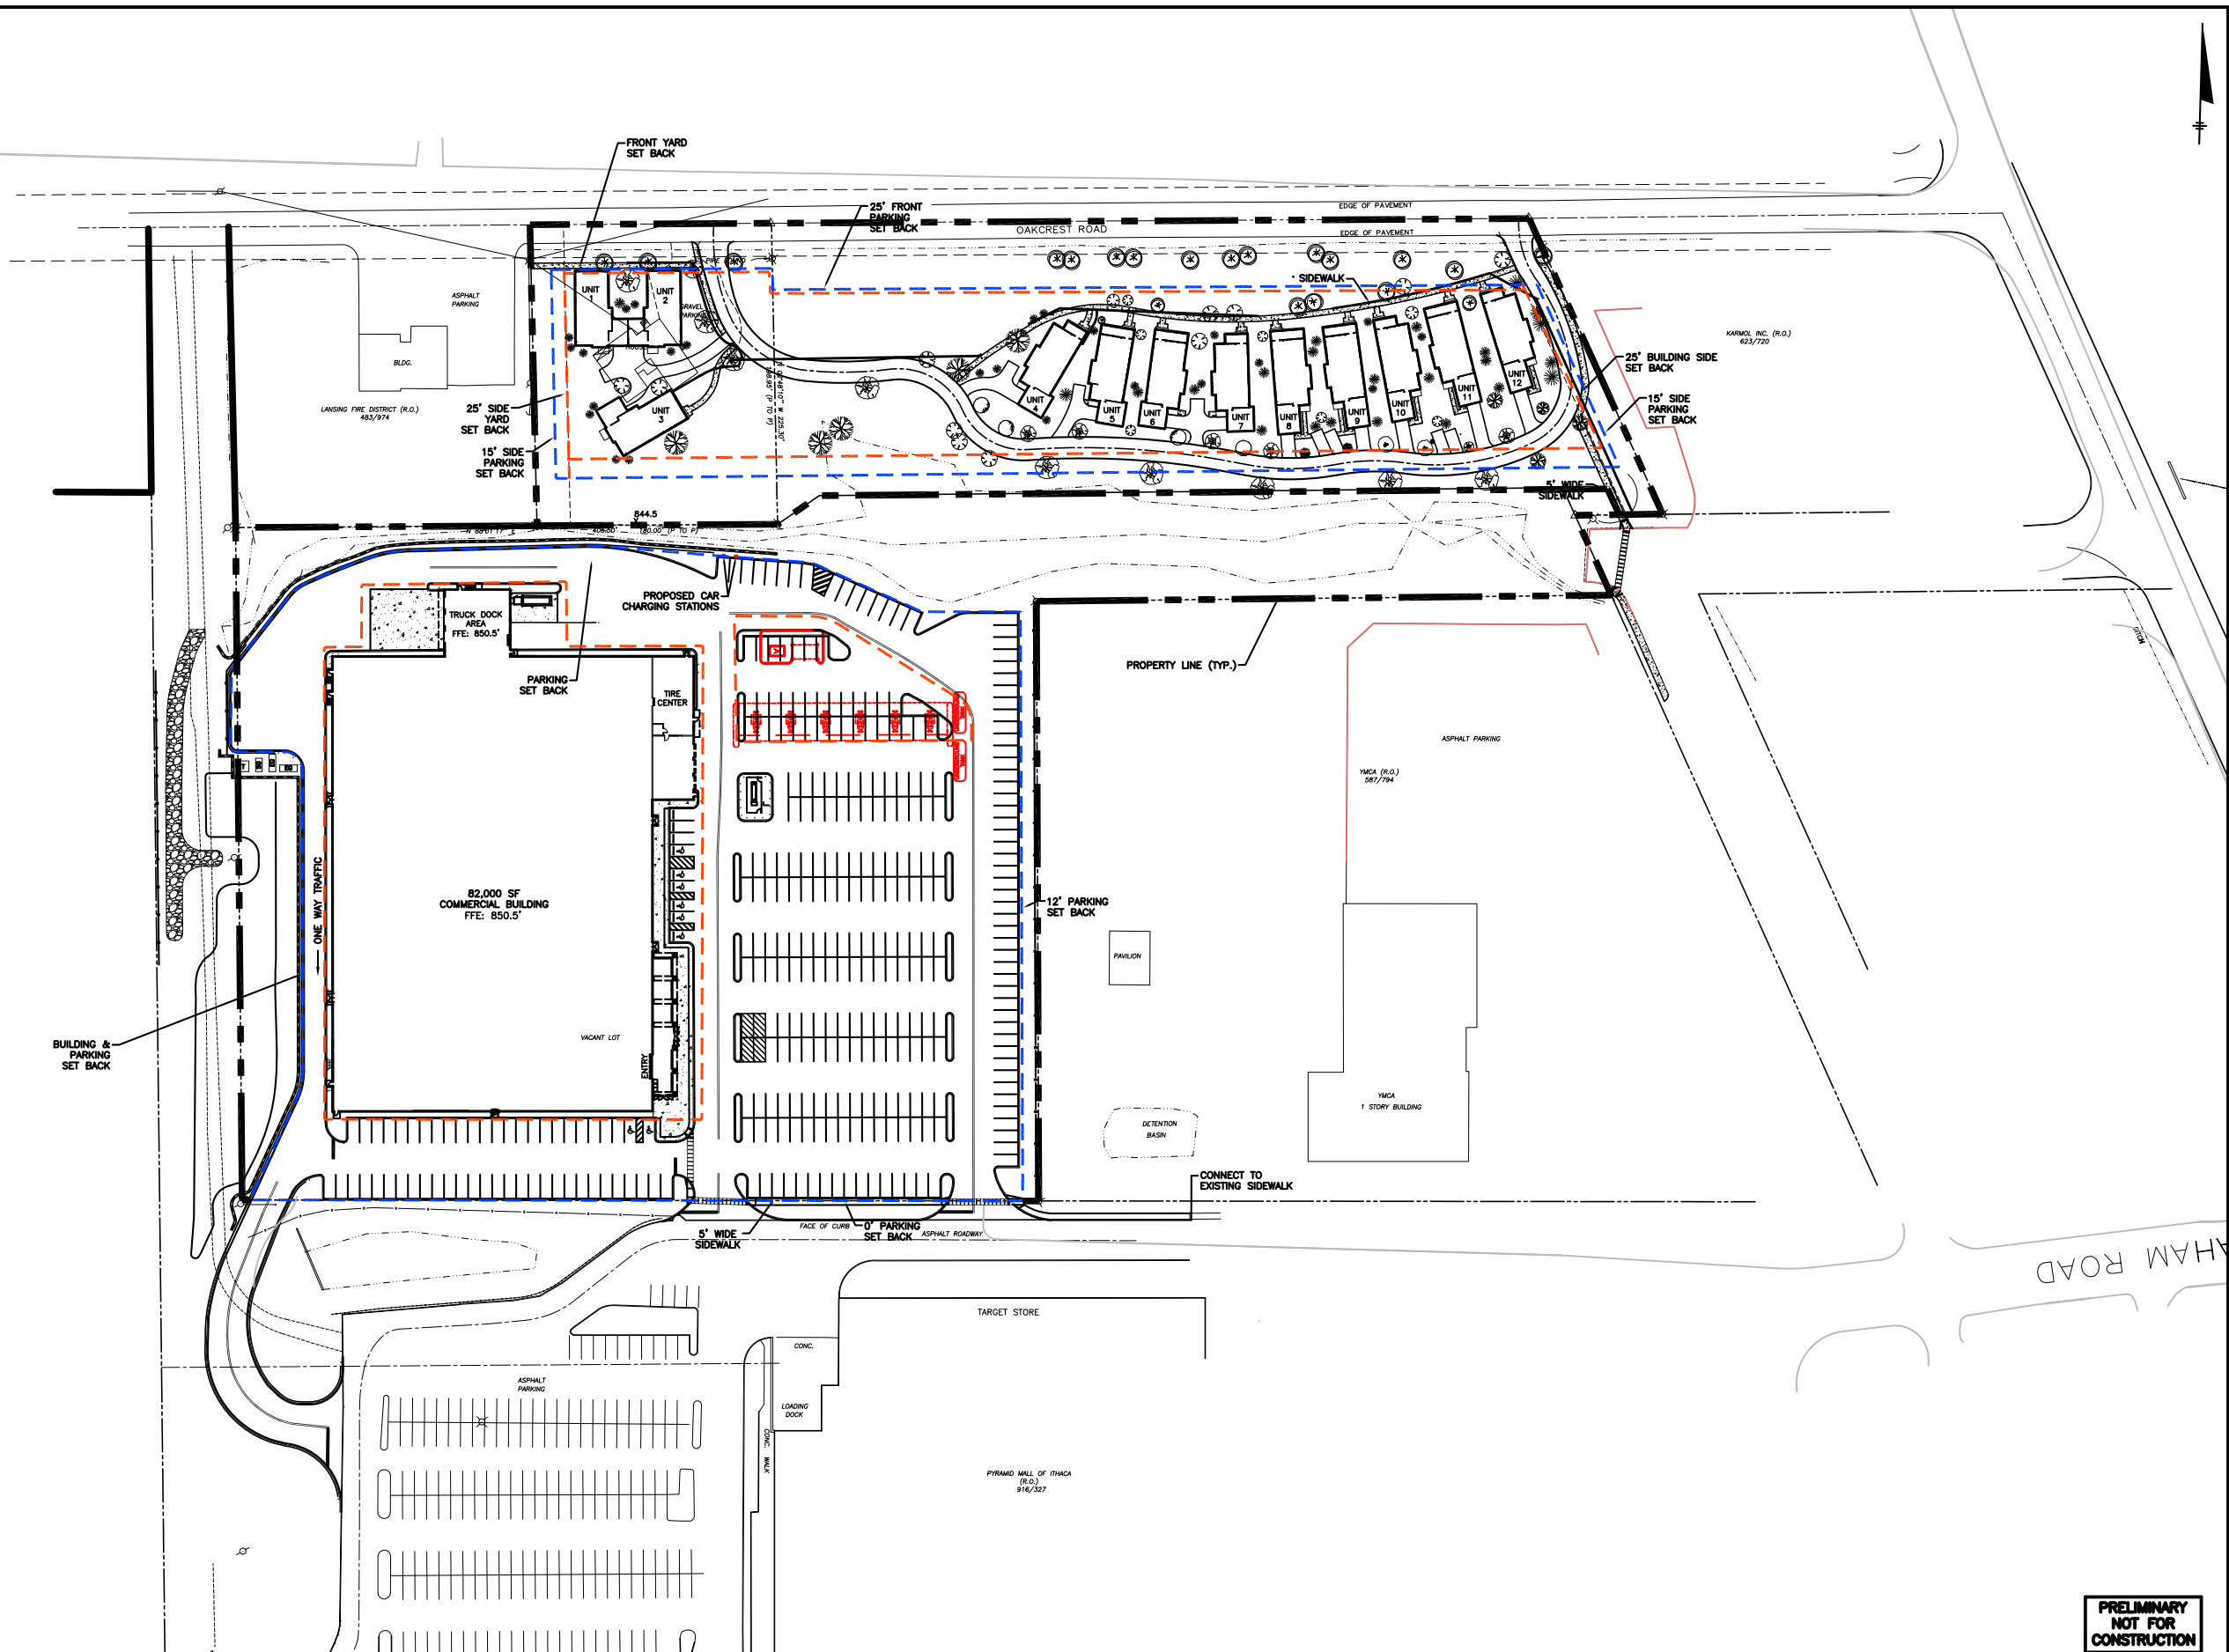 FRONT YARD
SET BACK
25' FRONT
PARKING
SET BACK
EDGE OF PAVEMENT
OAKCREST ROAD
EDGE OF PAVEMENT
SIDEWALK
ASPHALT
PARKING
BLDG.
LANSING FIRE DISTRICT (R.O.)
483/974
UNIT
1
UNIT
2
GRAVEL
UNIT
3
UNIT
4
UNIT
5
UNIT
6
UNIT
7
UNIT
8
UNIT
9
UNIT
10
UNIT
11
UNIT
12
KARMOL INC. (R.O.)
623/720
25' BUILDING SIDE
SET BACK
15' SIDE
PARKING
SET BACK
25' SIDE
YARD
SET BACK
15' SIDE
PARKING
SET BACK
5' WIDE
SIDEWALK
844.5
180.00' (P TO P)
PROPOSED CAR
CHARGING STATIONS
TRUCK DOCK
AREA
FFE: 850.5'
PARKING
SET BACK
TIRE
CENTER
PROPERTY LINE (TYP.)
DITCH
ASPHALT PARKING
YMCA (R.O.)
587/794
ONE WAY TRAFFIC
82,000 SF
COMMERCIAL BUILDING
FFE: 850.5'
12' PARKING
SET BACK
PAVILION
VACANT LOT
ENTRY
BUILDING &
PARKING
SET BACK
YMCA
1 STORY BUILDING
DETENTION
BASIN
CONNECT TO
EXISTING SIDEWALK
5' WIDE
SIDEWALK
FACE OF CURB
0' PARKING
SET BACK
ASPHALT ROADWAY
HAM ROAD
TARGET STORE
CONC.
ASPHALT
PARKING
LOADING
DOCK
CONC. WALK
PYRAMID MALL OF ITHACA
(R.O.)
916/327
PRELIMINARY
NOT FOR
CONSTRUCTION